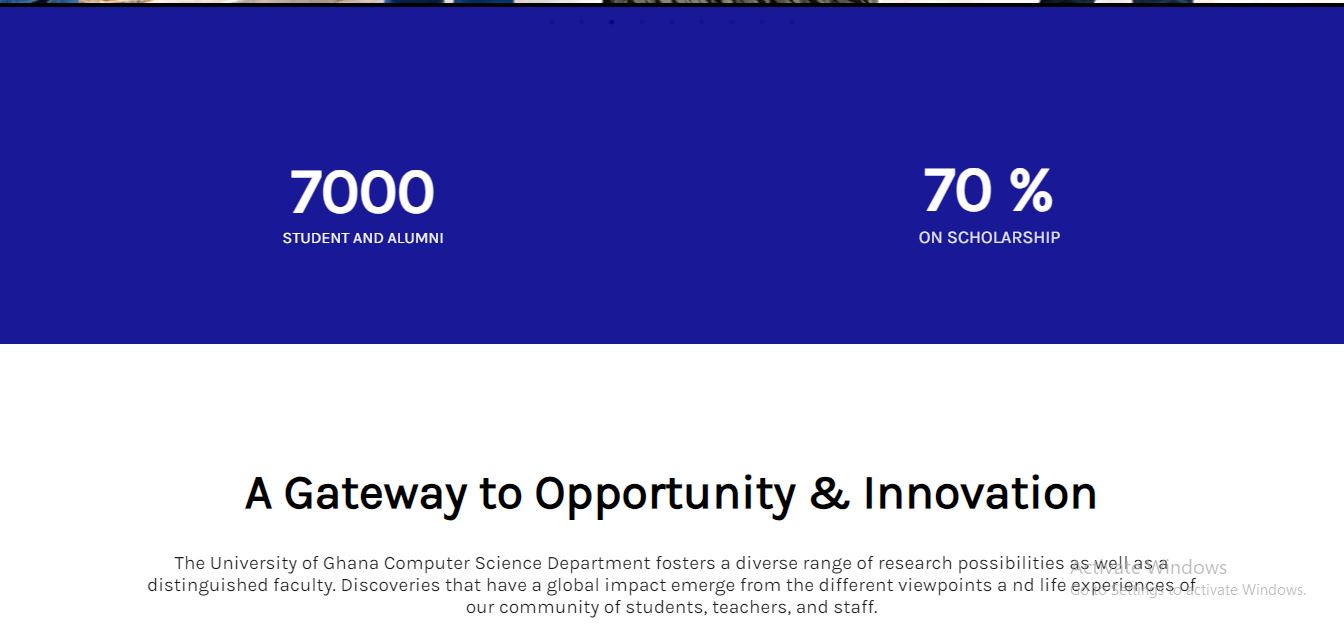 7000
70 %
STUDENT AND ALUMNI
ON SCHOLARSHIP
A Gateway to Opportunity & Innovation
The University of Ghana Computer Science Department fosters a diverse range of research possibilities as well as a
distinguished faculty. Discoveries that have a global impact emerge from the different viewpoints a nd life experiences of
our community of students, teachers, and staff.
Activate Windows
Go to Settings to activate Windows.